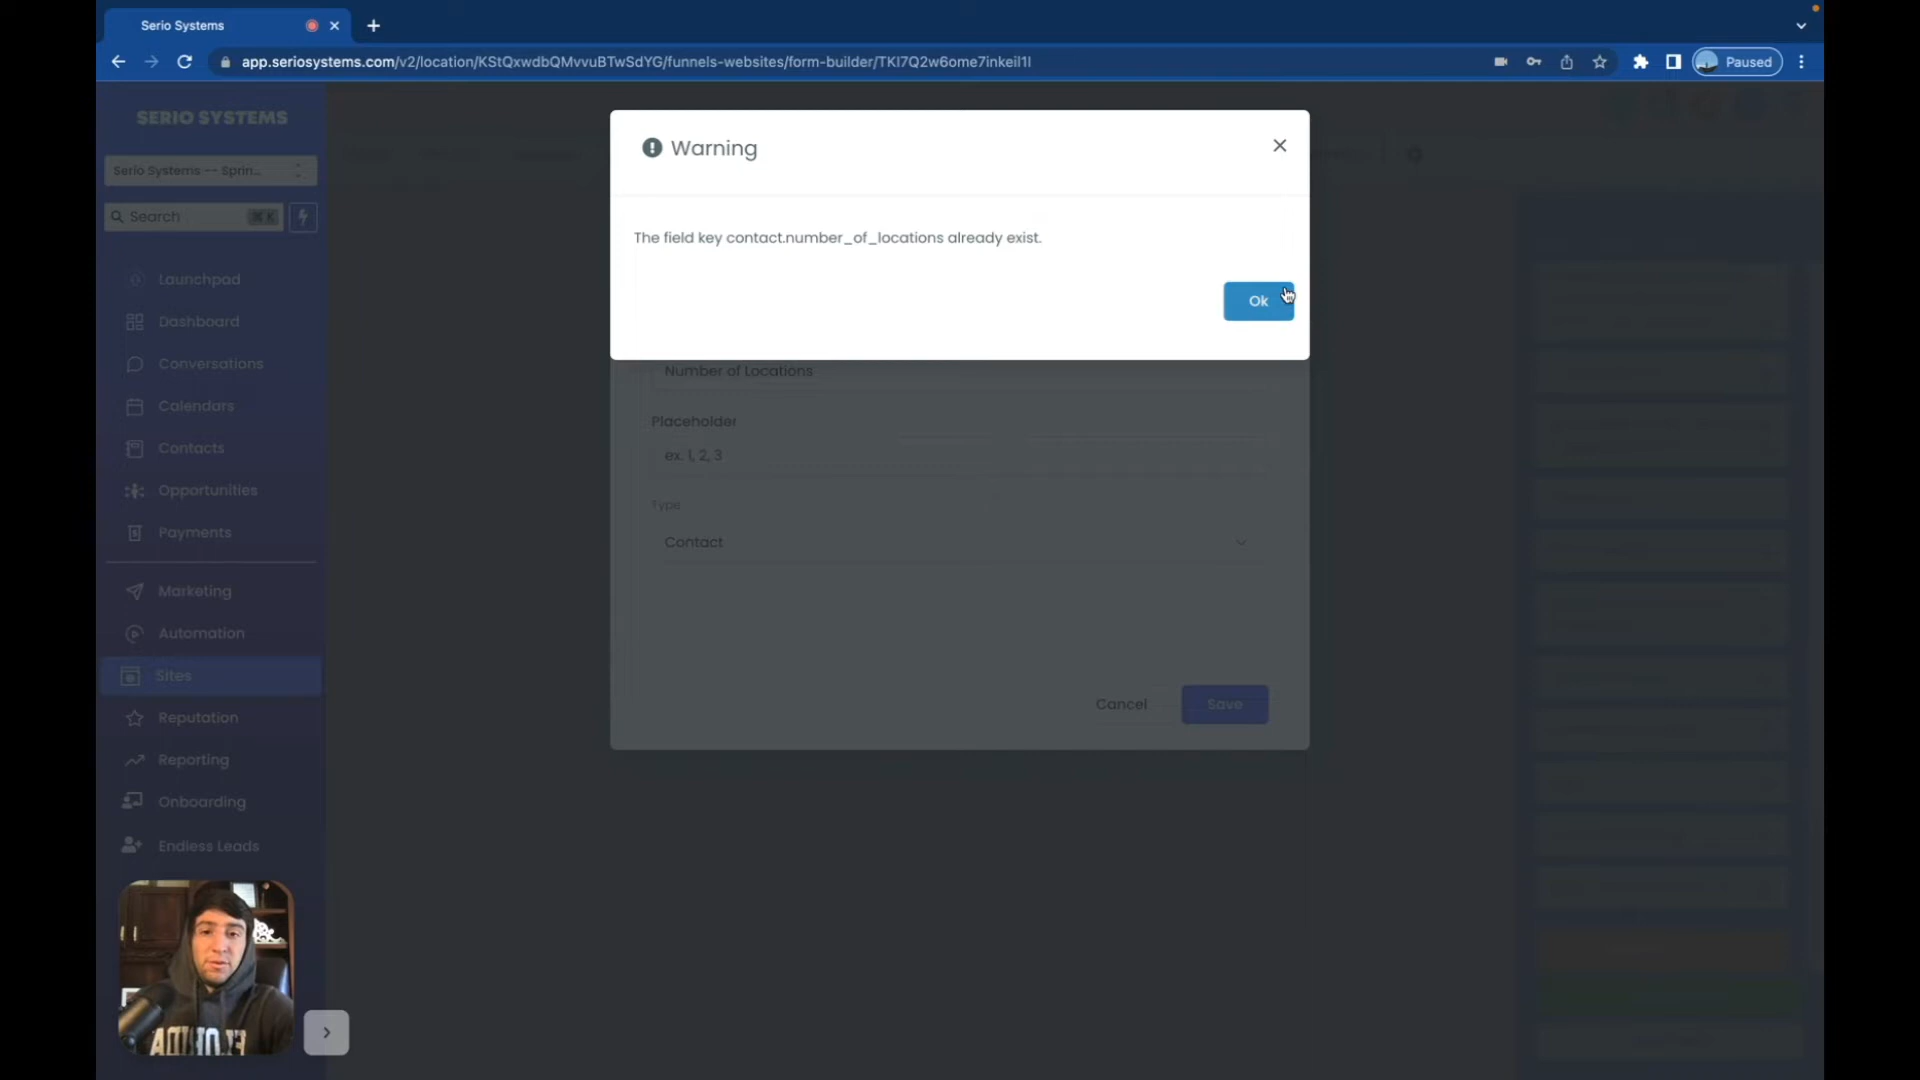 Serio Systems
app.seriosystems.com/v2/location/KStQxwdbQMvvuBTwSdYG/funnels-websites/form-builder/TKI7Q2w6ome7inkeil1I
Paused
SERIO SYSTEMS
Serio Systems -- Sprin...
Search
⌘K
Launchpad
Dashboard
Conversations
Calendars
Contacts
Opportunities
Payments
Marketing
Automation
Sites
Reputation
Reporting
Onboarding
Endless Leads
Warning
The field key contact.number_of_locations already exist.
Ok
Number of Locations
Placeholder
ex. 1, 2, 3
Type
Contact
Cancel
Save